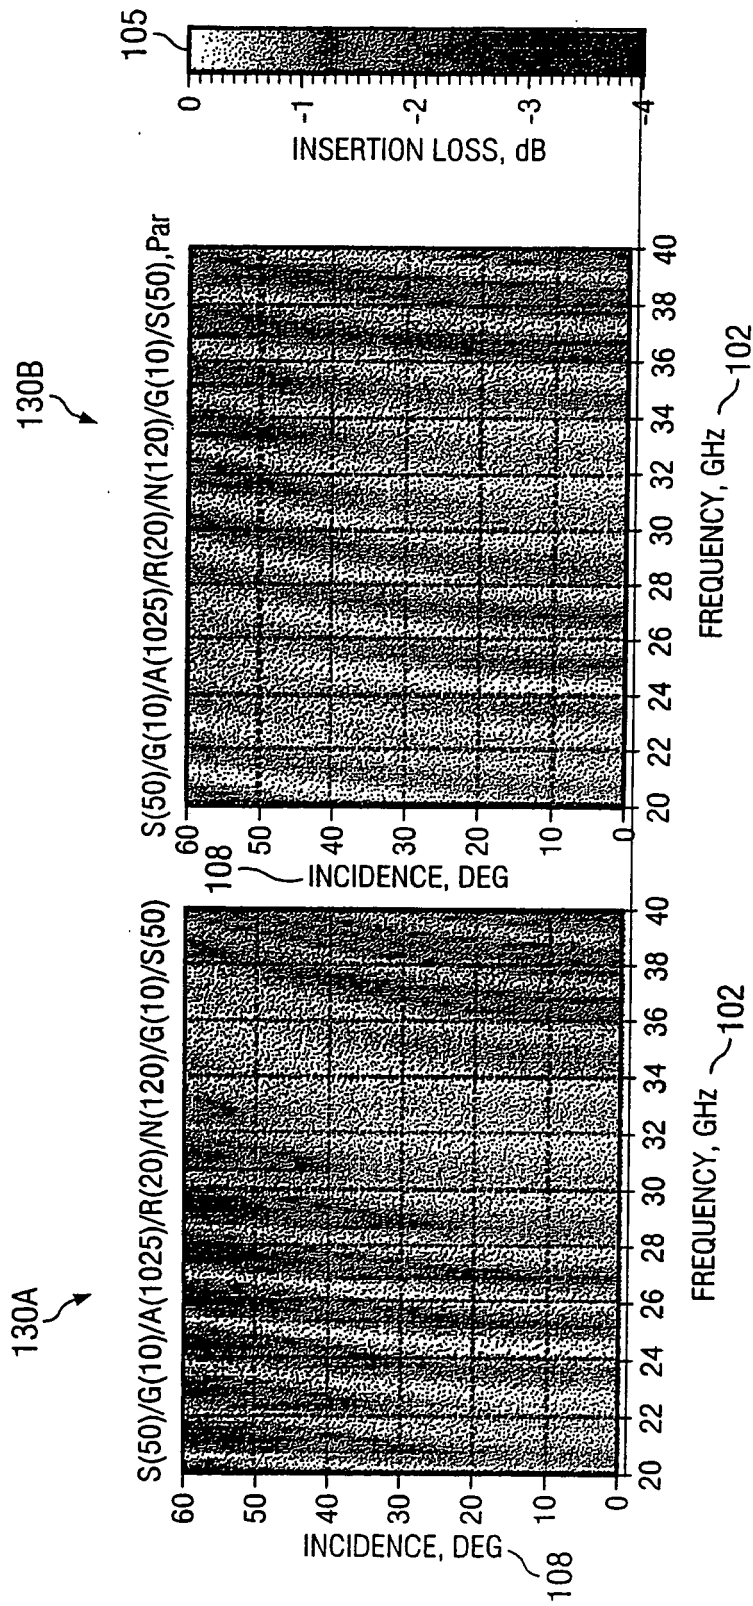 130A
S(50)/G(10)/A(1025)/R(20)/N(120)/G(10)/S(50)
60
50
40
30
20
10
0
INCIDENCE, DEG
108
20 22 24 26 28 30 32 34 36 38 40
FREQUENCY, GHz
102
130B
S(50)/G(10)/A(1025)/R(20)/N(120)/G(10)/S(50),Par
60
50
40
30
20
10
0
108
INCIDENCE, DEG
20 22 24 26 28 30 32 34 36 38 40
FREQUENCY, GHz
102
105
0 -1 -2 -3 -4
INSERTION LOSS, dB